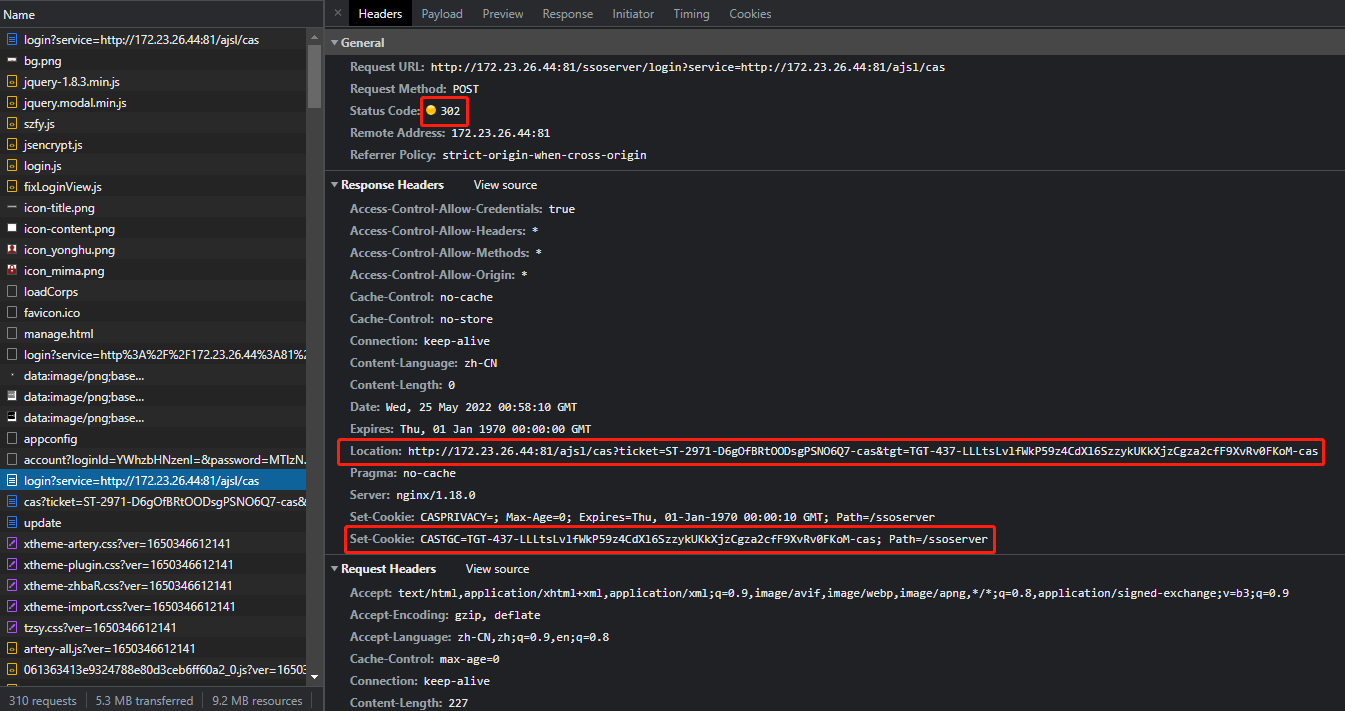 Name
login?service=http://172.23.26.44:81/ajsl/cas
bg.png
jquery-1.8.3.min.js
jquery.modal.min.js
szfy.js
jsencrypt.js
login.js
fixLoginView.js
icon-title.png
icon-content.png
icon_yonghu.png
icon_mima.png
loadCorps
favicon.ico
manage.html
login?service=http%3A%2F%2F172.23.26.44%3A81%2
data:image/png;base...
data:image/png;base...
data:image/png;base...
appconfig
account?loginId=YWhzbHNzenI=&password=MTIzN
login?service=http://172.23.26.44:81/ajsl/cas
cas?ticket=ST-2971-D6gOfBRtOODsgPSNO6Q7-cas&
update
xtheme-artery.css?ver=1650346612141
xtheme-plugin.css?ver=1650346612141
xtheme-zhbaR.css?ver=1650346612141
xtheme-import.css?ver=1650346612141
tzsy.css?ver=1650346612141
artery-all.js?ver=1650346612141
061363413e9324788e80d3ceb6ff60a2_0.js?ver=16503
310 requests 5.3 MB transferred 9.2 MB resources
× Headers Payload Preview Response Initiator Timing Cookies
General
Request URL: http://172.23.26.44:81/ssoserver/login?service=http://172.23.26.44:81/ajsl/cas
Request Method: POST
Status Code: 302
Remote Address: 172.23.26.44:81
Referrer Policy: strict-origin-when-cross-origin
Response Headers View source
Access-Control-Allow-Credentials: true
Access-Control-Allow-Headers: *
Access-Control-Allow-Methods: *
Access-Control-Allow-Origin: *
Cache-Control: no-cache
Cache-Control: no-store
Connection: keep-alive
Content-Language: zh-CN
Content-Length: 0
Date: Wed, 25 May 2022 00:58:10 GMT
Expires: Thu, 01 Jan 1970 00:00:00 GMT
Location: http://172.23.26.44:81/ajsl/cas?ticket=ST-2971-D6gOfBRtOODsgPSNO6Q7-cas&tgt=TGT-437-LLLtsLvlfWkP59z4CdXl6SzzykUKkXjzCgza2cfF9XvRv0FKoM-cas
Pragma: no-cache
Server: nginx/1.18.0
Set-Cookie: CASPRIVACY=; Max-Age=0; Expires=Thu, 01-Jan-1970 00:00:10 GMT; Path=/ssoserver
Set-Cookie: CASTGC=TGT-437-LLLtsLvlfWkP59z4CdXl6SzzykUKkXjzCgza2cfF9XvRv0FKoM-cas; Path=/ssoserver
Request Headers View source
Accept: text/html,application/xhtml+xml,application/xml;q=0.9,image/avif,image/webp,image/apng,*/*;q=0.8,application/signed-exchange;v=b3;q=0.9
Accept-Encoding: gzip, deflate
Accept-Language: zh-CN,zh;q=0.9,en;q=0.8
Cache-Control: max-age=0
Connection: keep-alive
Content-Length: 227